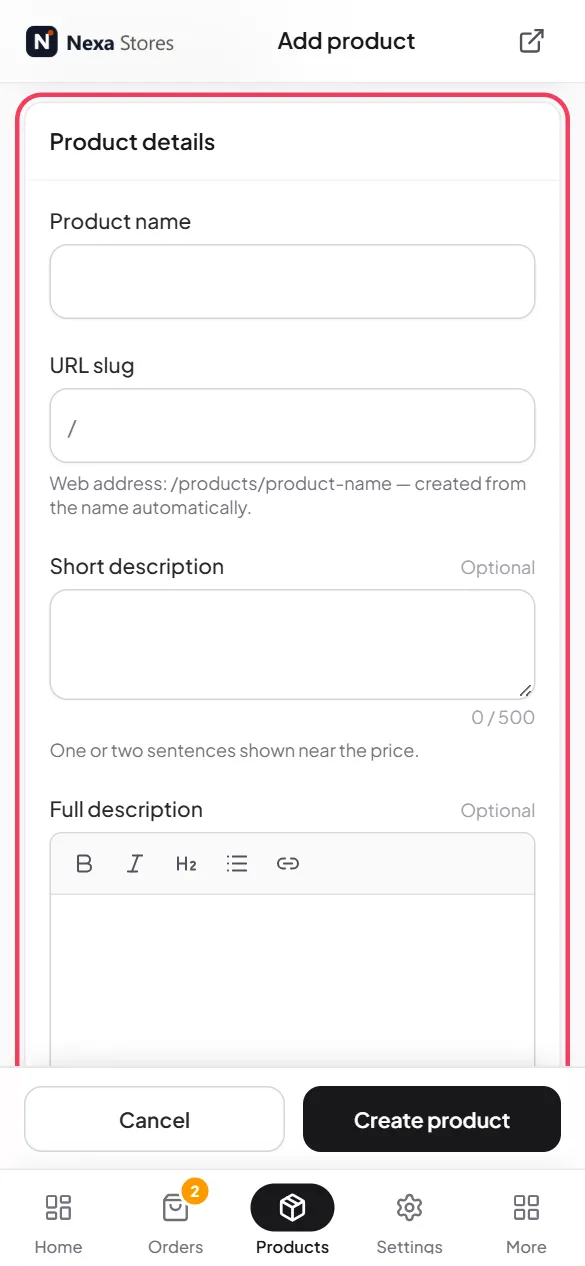 N Nexa Stores
Add product
Product details
Product name
URL slug
/
Web address: /products/product-name — created from
the name automatically.
Short description Optional
0 / 500
One or two sentences shown near the price.
Full description Optional
B I H2
Cancel Create product
2
Home Orders Products Settings More